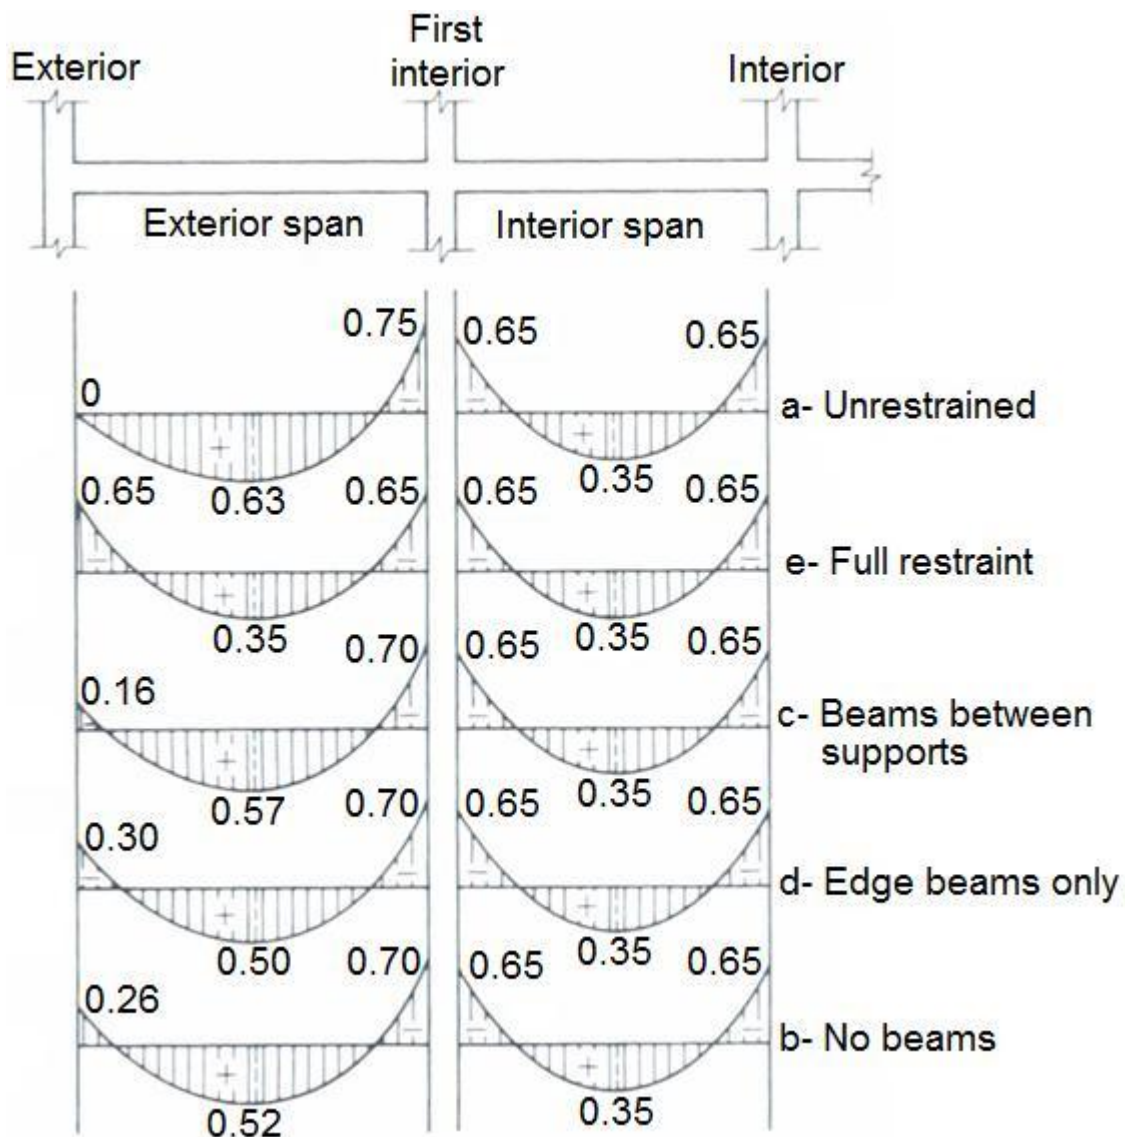 Exterior
First
interior
Interior
Exterior span
Interior span
0
0.75
0.65
0.65
0.63
0.35
a- Unrestrained
0.65
0.65
0.65
0.65
0.35
0.35
e- Full restraint
0.16
0.70
0.65
0.65
0.57
0.35
c- Beams between
supports
0.30
0.70
0.65
0.65
0.50
0.35
d- Edge beams only
0.26
0.70
0.65
0.65
0.52
0.35
b- No beams